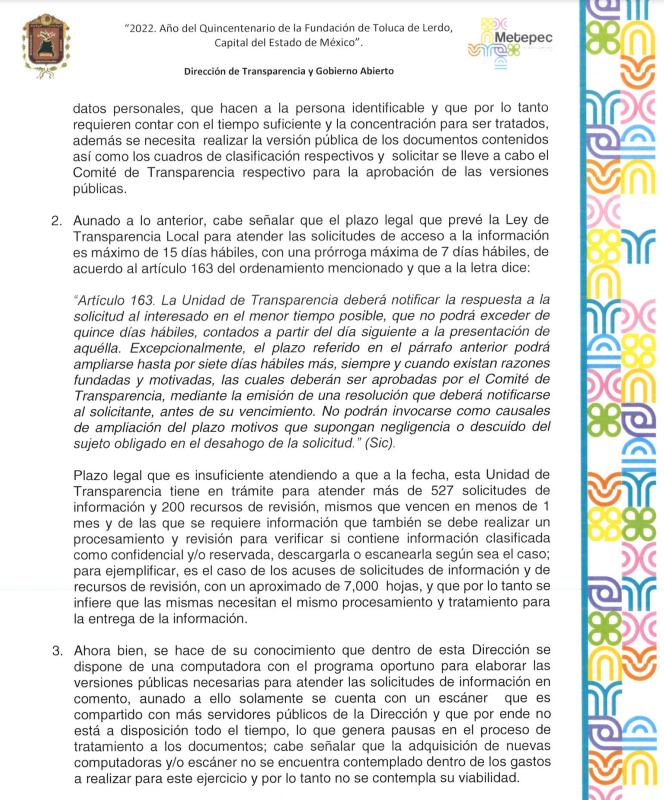 “2022. Año del Quincentenario de la Fundación de Toluca de Lerdo,
Capital del Estado de México”.
Metepec
Dirección de Transparencia y Gobierno Abierto
datos personales, que hacen a la persona identificable y que por lo tanto
requieren contar con el tiempo suficiente y la concentración para ser tratados,
además se necesita realizar la versión pública de los documentos contenidos
así como los cuadros de clasificación respectivos y solicitar se lleve a cabo el
Comité de Transparencia respectivo para la aprobación de las versiones
públicas.
2. Aunado a lo anterior, cabe señalar que el plazo legal que prevé la Ley de
Transparencia Local para atender las solicitudes de acceso a la información
es máximo de 15 días hábiles, con una prórroga máxima de 7 días hábiles, de
acuerdo al artículo 163 del ordenamiento mencionado y que a la letra dice:
“Artículo 163. La Unidad de Transparencia deberá notificar la respuesta a la
solicitud al interesado en el menor tiempo posible, que no podrá exceder de
quince días hábiles, contados a partir del día siguiente a la presentación de
aquélla. Excepcionalmente, el plazo referido en el párrafo anterior podrá
ampliarse hasta por siete días hábiles más, siempre y cuando existan razones
fundadas y motivadas, las cuales deberán ser aprobadas por el Comité de
Transparencia, mediante la emisión de una resolución que deberá notificarse
al solicitante, antes de su vencimiento. No podrán invocarse como causales
de ampliación del plazo motivos que supongan negligencia o descuido del
sujeto obligado en el desahogo de la solicitud.” (Sic).
Plazo legal que es insuficiente atendiendo a que a la fecha, esta Unidad de
Transparencia tiene en trámite para atender más de 527 solicitudes de
información y 200 recursos de revisión, mismos que vencen en menos de 1
mes y de las que se requiere información que también se debe realizar un
procesamiento y revisión para verificar si contiene información clasificada
como confidencial y/o reservada, descargarla o escanearla según sea el caso;
para ejemplificar, es el caso de los acuses de solicitudes de información y de
recursos de revisión, con un aproximado de 7,000 hojas, y que por lo tanto se
infiere que las mismas necesitan el mismo procesamiento y tratamiento para
la entrega de la información.
3. Ahora bien, se hace de su conocimiento que dentro de esta Dirección se
dispone de una computadora con el programa oportuno para elaborar las
versiones públicas necesarias para atender las solicitudes de información en
comento, aunado a ello solamente se cuenta con un escáner que es
compartido con más servidores públicos de la Dirección y que por ende no
está a disposición todo el tiempo, lo que genera pausas en el proceso de
tratamiento a los documentos; cabe señalar que la adquisición de nuevas
computadoras y/o escáner no se encuentra contemplado dentro de los gastos
a realizar para este ejercicio y por lo tanto no se contempla su viabilidad.